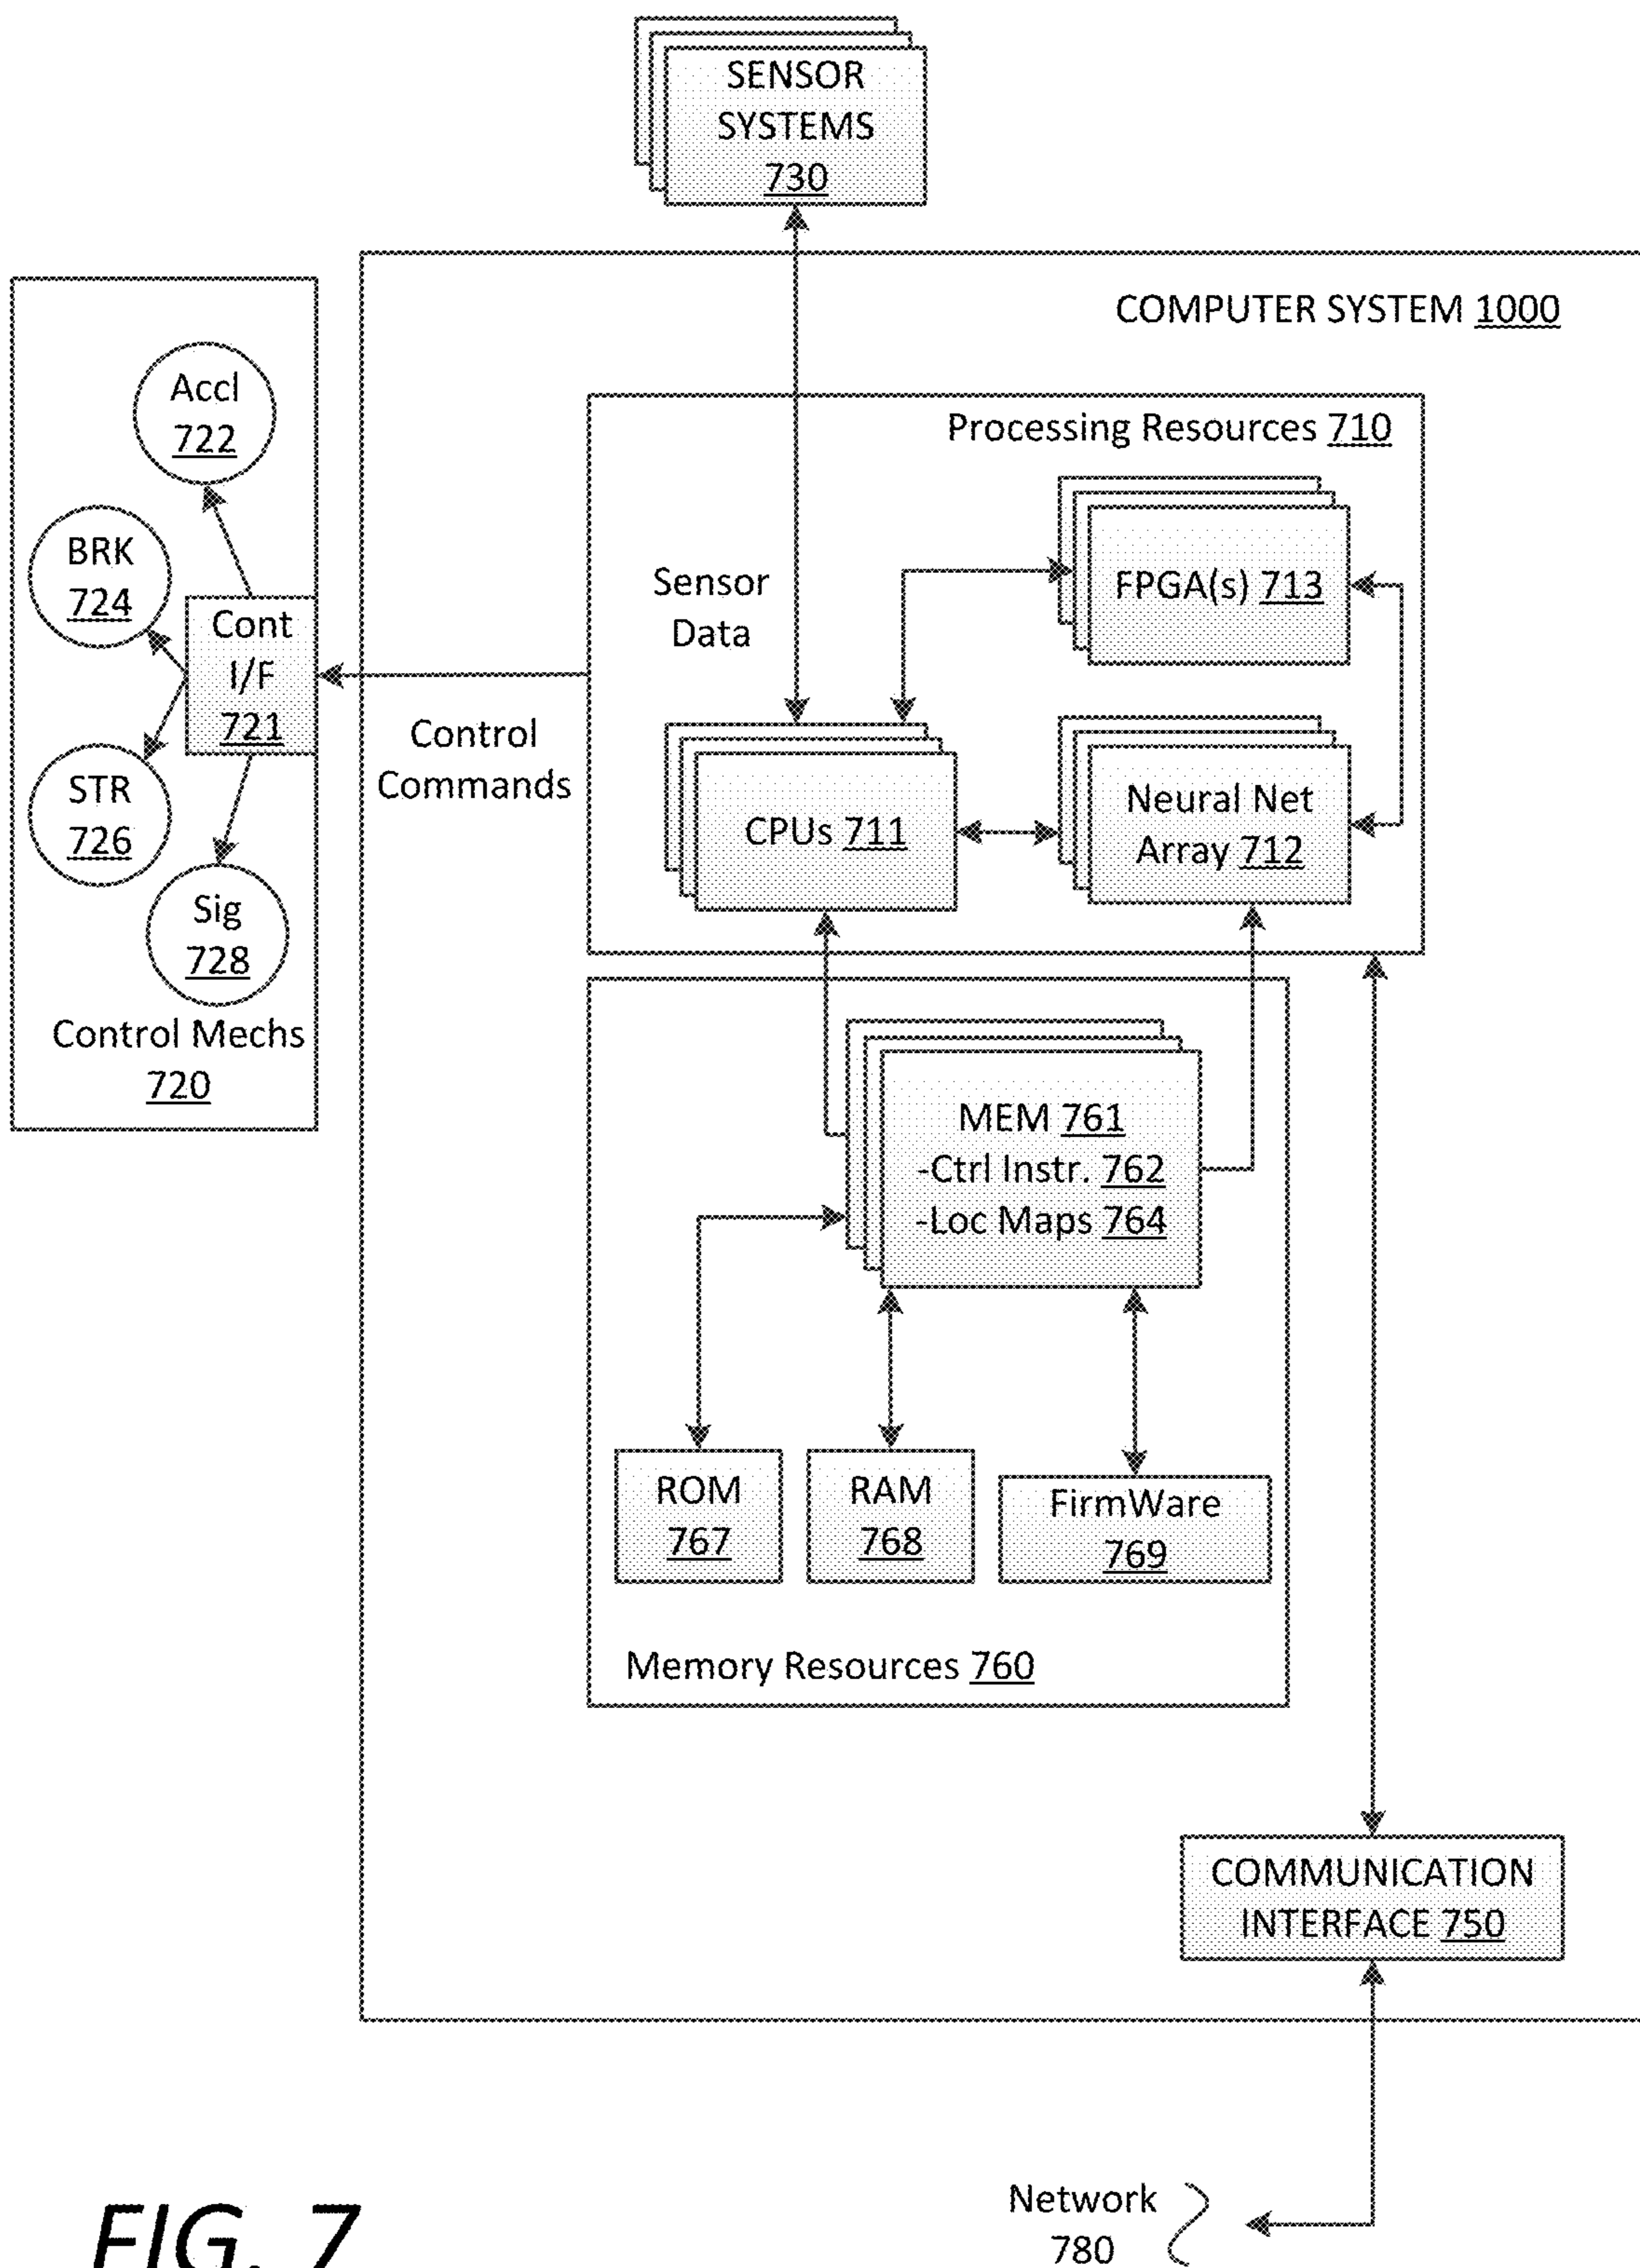 SENSOR
SYSTEMS
730
COMPUTER SYSTEM 1000
Accl
722
BRK
724
Cont
I/F
721
STR
726
Sig
728
Control Mechs
720
Control
Commands
Processing Resources 710
Sensor
Data
FPGA(s) 713
CPUs 711
Neural Net
Array 712
MEM 761
-Ctrl Instr. 762
-Loc Maps 764
ROM
767
RAM
768
FirmWare
769
Memory Resources 760
COMMUNICATION
INTERFACE 750
Network
780
FIG. 7